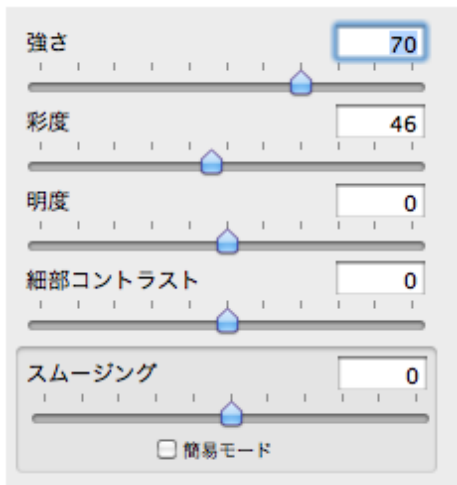 強さ 70
彩度 46
明度 0
細部コントラスト 0
スムージング 0
簡易モード